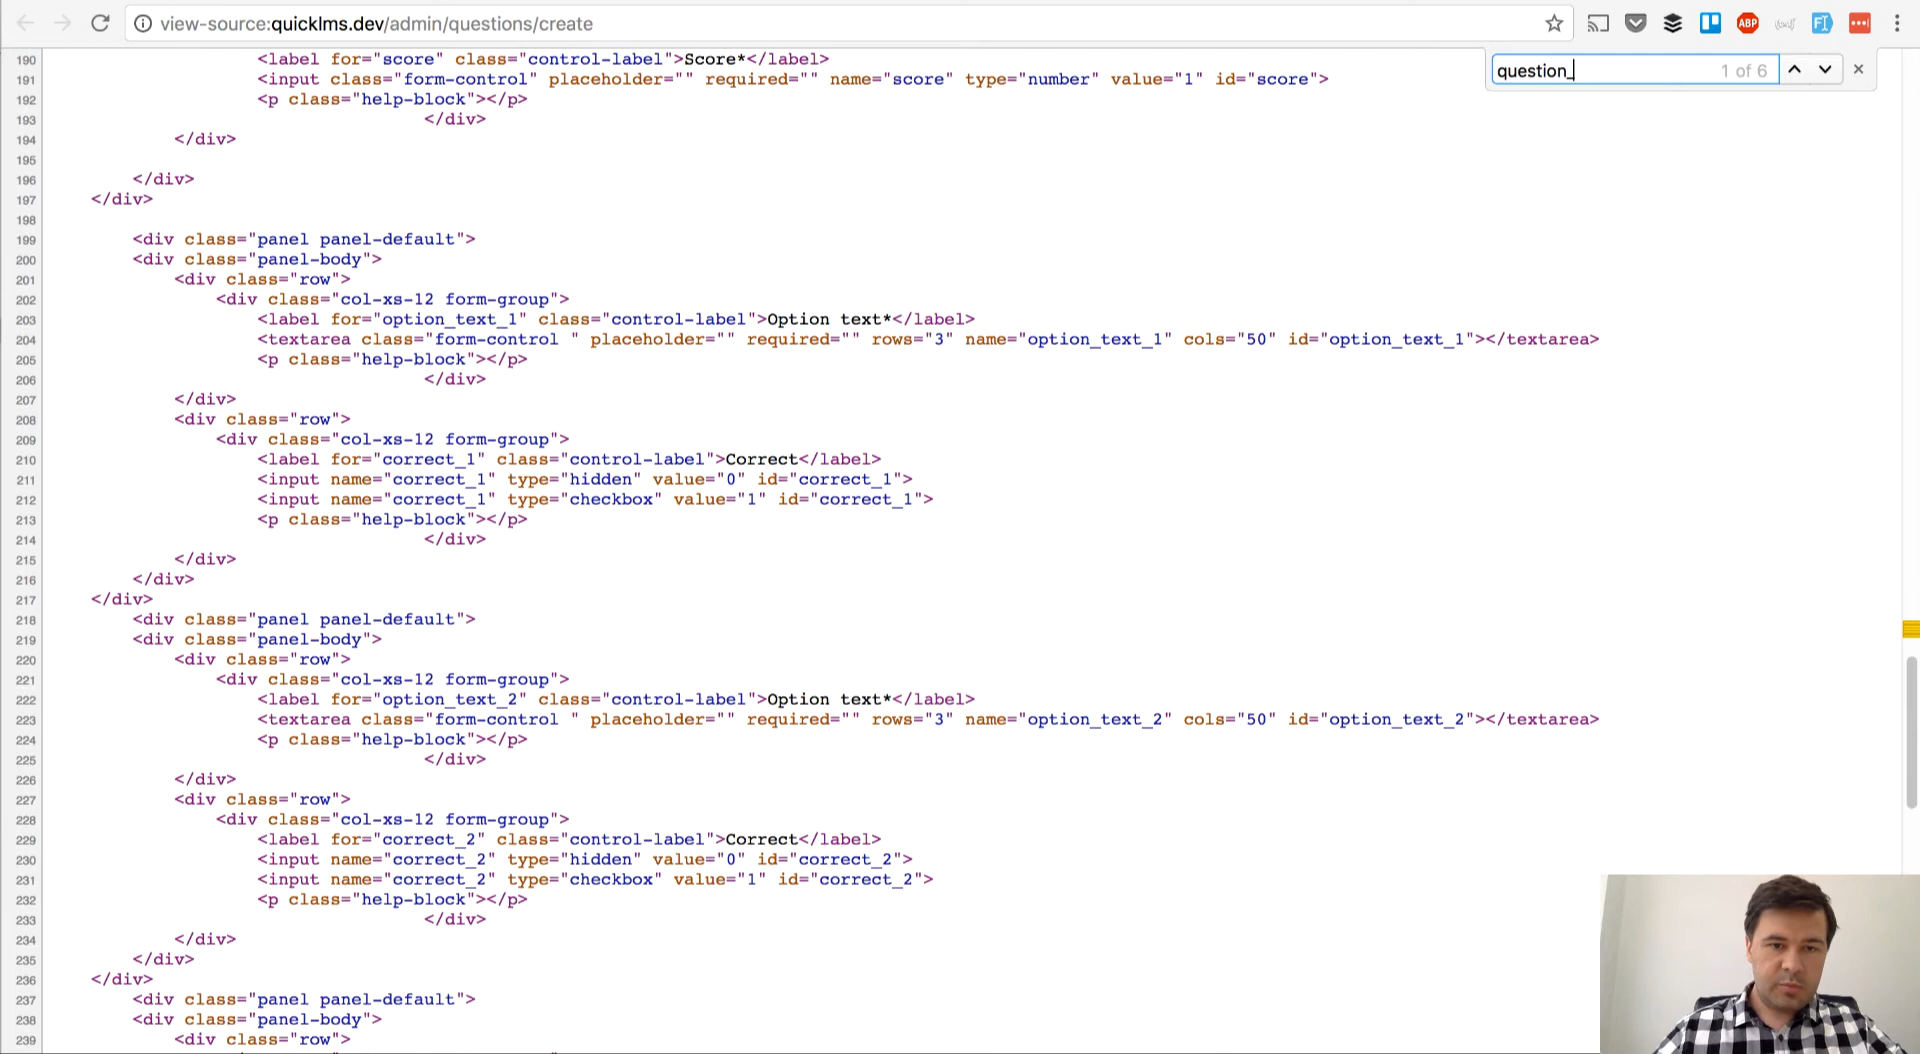 view-source:quicklms.dev/admin/questions/create
ABP
question_ 1 of 6
190 <label for="score" class="control-label">Score*</label>
191 <input class="form-control" placeholder="" required="" name="score" type="number" value="1" id="score">
192 <p class="help-block"></p>
193 </div>
194 </div>
195
196 </div>
197 </div>
198
199 <div class="panel panel-default">
200 <div class="panel-body">
201 <div class="row">
202 <div class="col-xs-12 form-group">
203 <label for="option_text_1" class="control-label">Option text*</label>
204 <textarea class="form-control " placeholder="" required="" rows="3" name="option_text_1" cols="50" id="option_text_1"></textarea>
205 <p class="help-block"></p>
206 </div>
207 </div>
208 <div class="row">
209 <div class="col-xs-12 form-group">
210 <label for="correct_1" class="control-label">Correct</label>
211 <input name="correct_1" type="hidden" value="0" id="correct_1">
212 <input name="correct_1" type="checkbox" value="1" id="correct_1">
213 <p class="help-block"></p>
214 </div>
215 </div>
216 </div>
217 </div>
218 <div class="panel panel-default">
219 <div class="panel-body">
220 <div class="row">
221 <div class="col-xs-12 form-group">
222 <label for="option_text_2" class="control-label">Option text*</label>
223 <textarea class="form-control " placeholder="" required="" rows="3" name="option_text_2" cols="50" id="option_text_2"></textarea>
224 <p class="help-block"></p>
225 </div>
226 </div>
227 <div class="row">
228 <div class="col-xs-12 form-group">
229 <label for="correct_2" class="control-label">Correct</label>
230 <input name="correct_2" type="hidden" value="0" id="correct_2">
231 <input name="correct_2" type="checkbox" value="1" id="correct_2">
232 <p class="help-block"></p>
233 </div>
234 </div>
235 </div>
236 </div>
237 <div class="panel panel-default">
238 <div class="panel-body">
239 <div class="row">